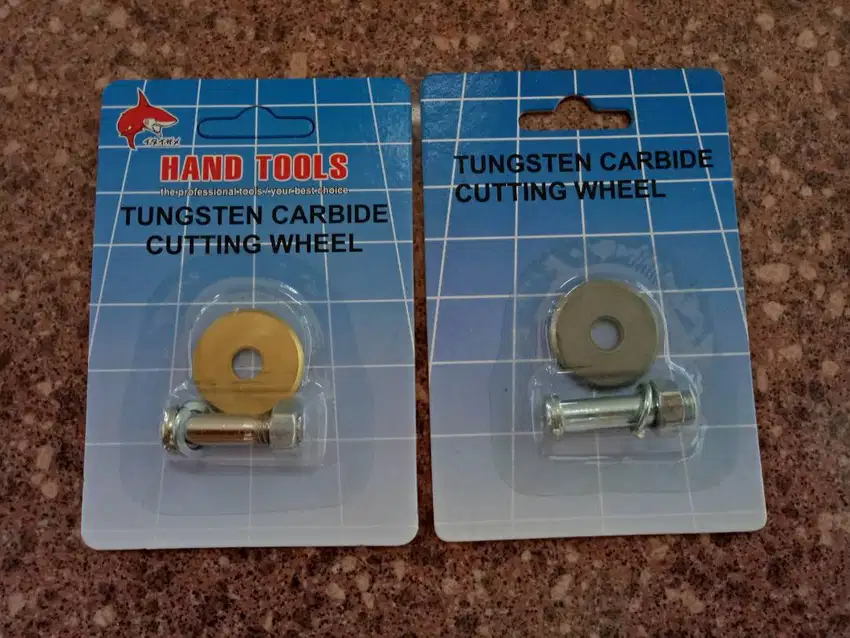 HAND TOOLS
the professional tools / your best choice
TUNGSTEN CARBIDE
CUTTING WHEEL
TUNGSTEN CARBIDE
CUTTING WHEEL